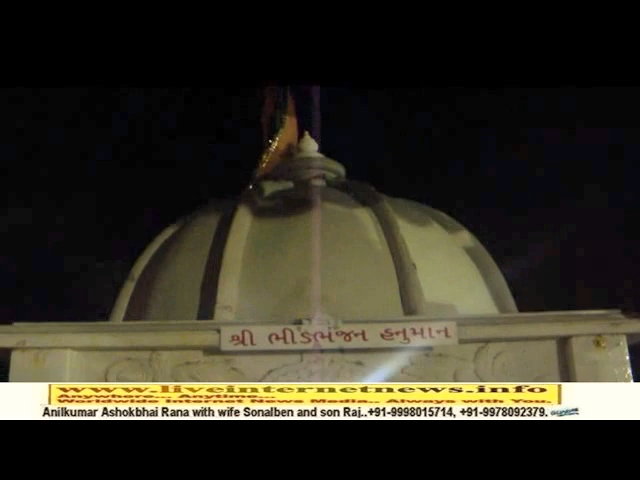 શ્રી ભીડભંજન હનુમાન
www.liveinternetnews.info
Anywhere... Anytime...
Worldwide Internet News Media.. Always with You.
Anilkumar Ashokbhai Rana with wife Sonalben and son Raj..+91-9998015714, +91-9978092379.